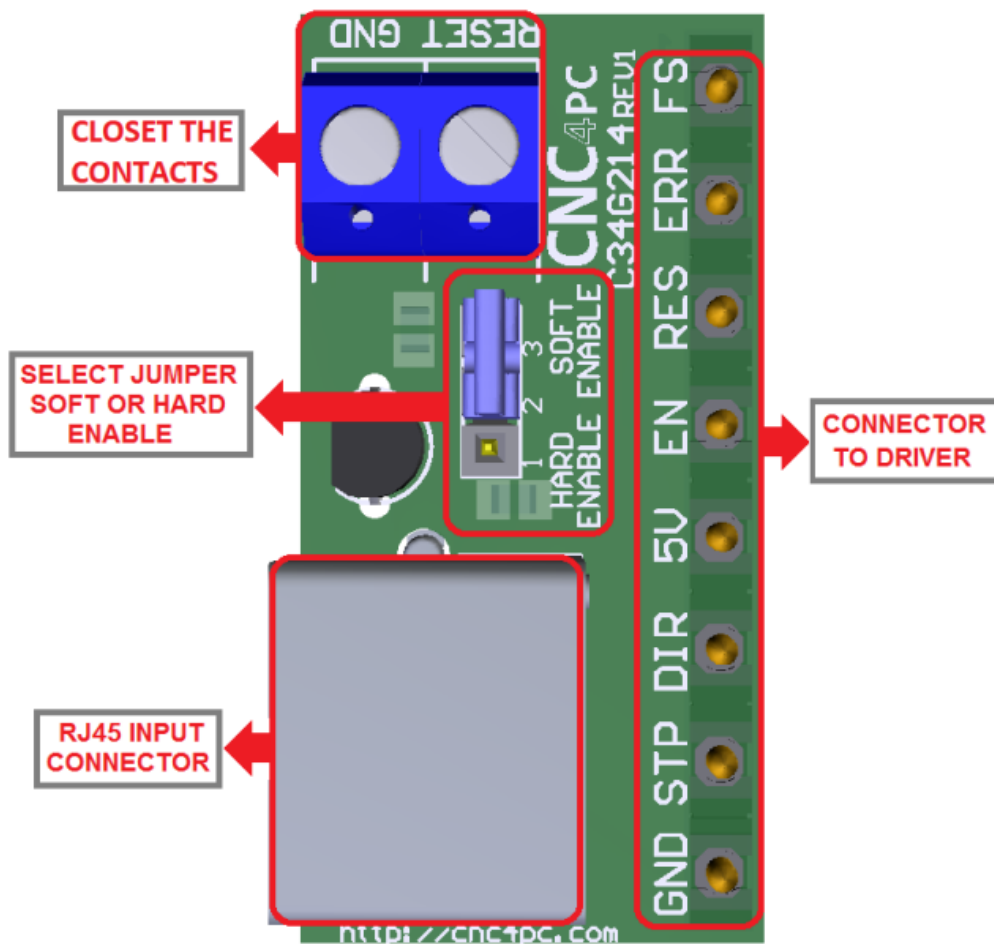 GND RESET
CNC4PC
C34G214REV1
CLOSET THE
CONTACTS
FS
ERR
RES
EN
5V
DIR
STP
GND
3
2
1
SOFT
ENABLE
HARD
ENABLE
SELECT JUMPER
SOFT OR HARD
ENABLE
CONNECTOR
TO DRIVER
RJ45 INPUT
CONNECTOR
http://cnc4pc.com